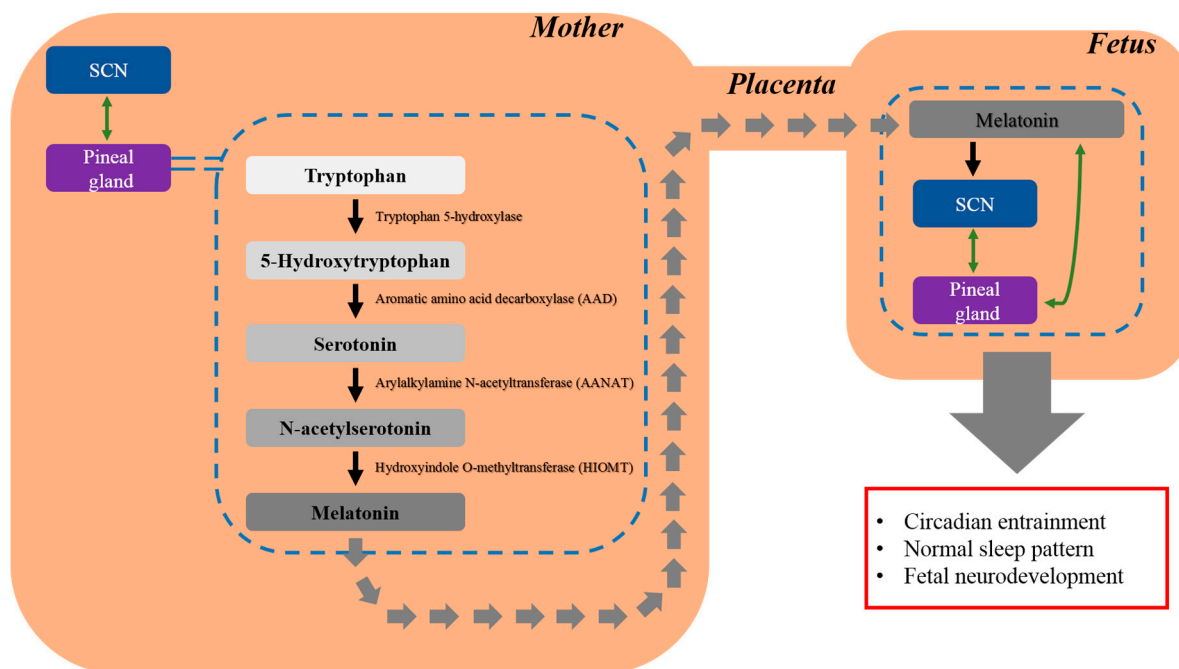 Mother
SCN
Pineal
gland
Tryptophan
Tryptophan 5-hydroxylase
5-Hydroxytryptophan
Aromatic amino acid decarboxylase (AAD)
Serotonin
Arylalkylamine N-acetyltransferase (AANAT)
N-acetylserotonin
Hydroxyindole O-methyltransferase (HIOMT)
Melatonin
Placenta
Fetus
Melatonin
SCN
Pineal
gland
• Circadian entrainment
• Normal sleep pattern
• Fetal neurodevelopment